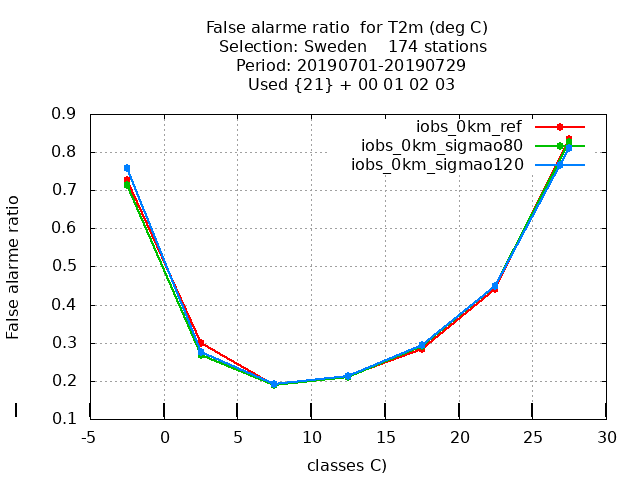 False alarme ratio  for T2m (deg C)
Selection: Sweden    174 stations
Period: 20190701-20190729
Used {21} + 00 01 02 03
iobs_0km_ref
iobs_0km_sigmao80
iobs_0km_sigmao120
0.9
0.8
0.7
0.6
0.5
0.4
0.3
0.2
0.1
False alarme ratio
-5
0
5
10
15
20
25
30
classes C)